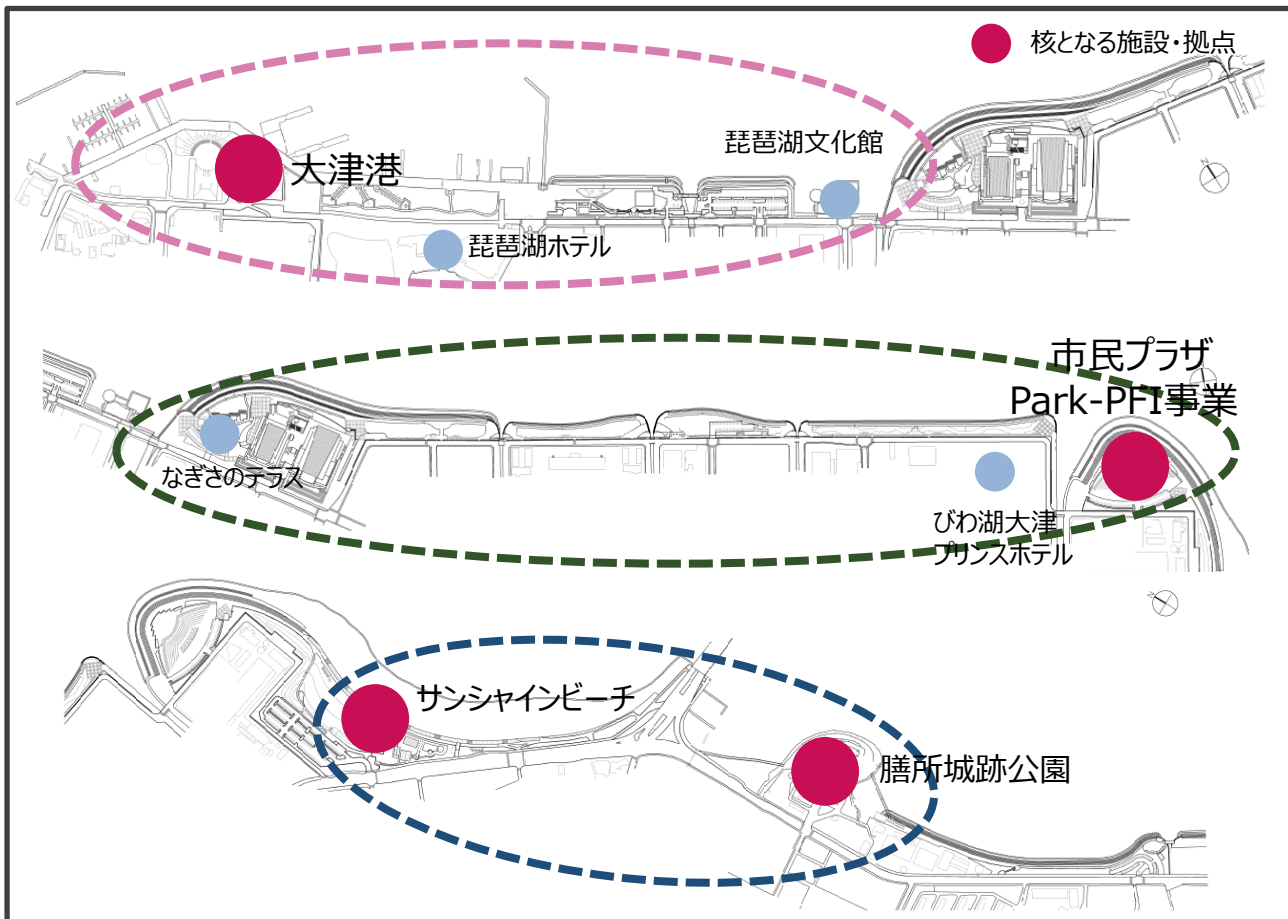 核となる施設・拠点
琵琶湖文化館
大津港
琵琶湖ホテル
N
市民プラザ
Park-PFI事業
なぎさのテラス
びわ湖大津
プリンスホテル
N
サンシャインビーチ
膳所城跡公園